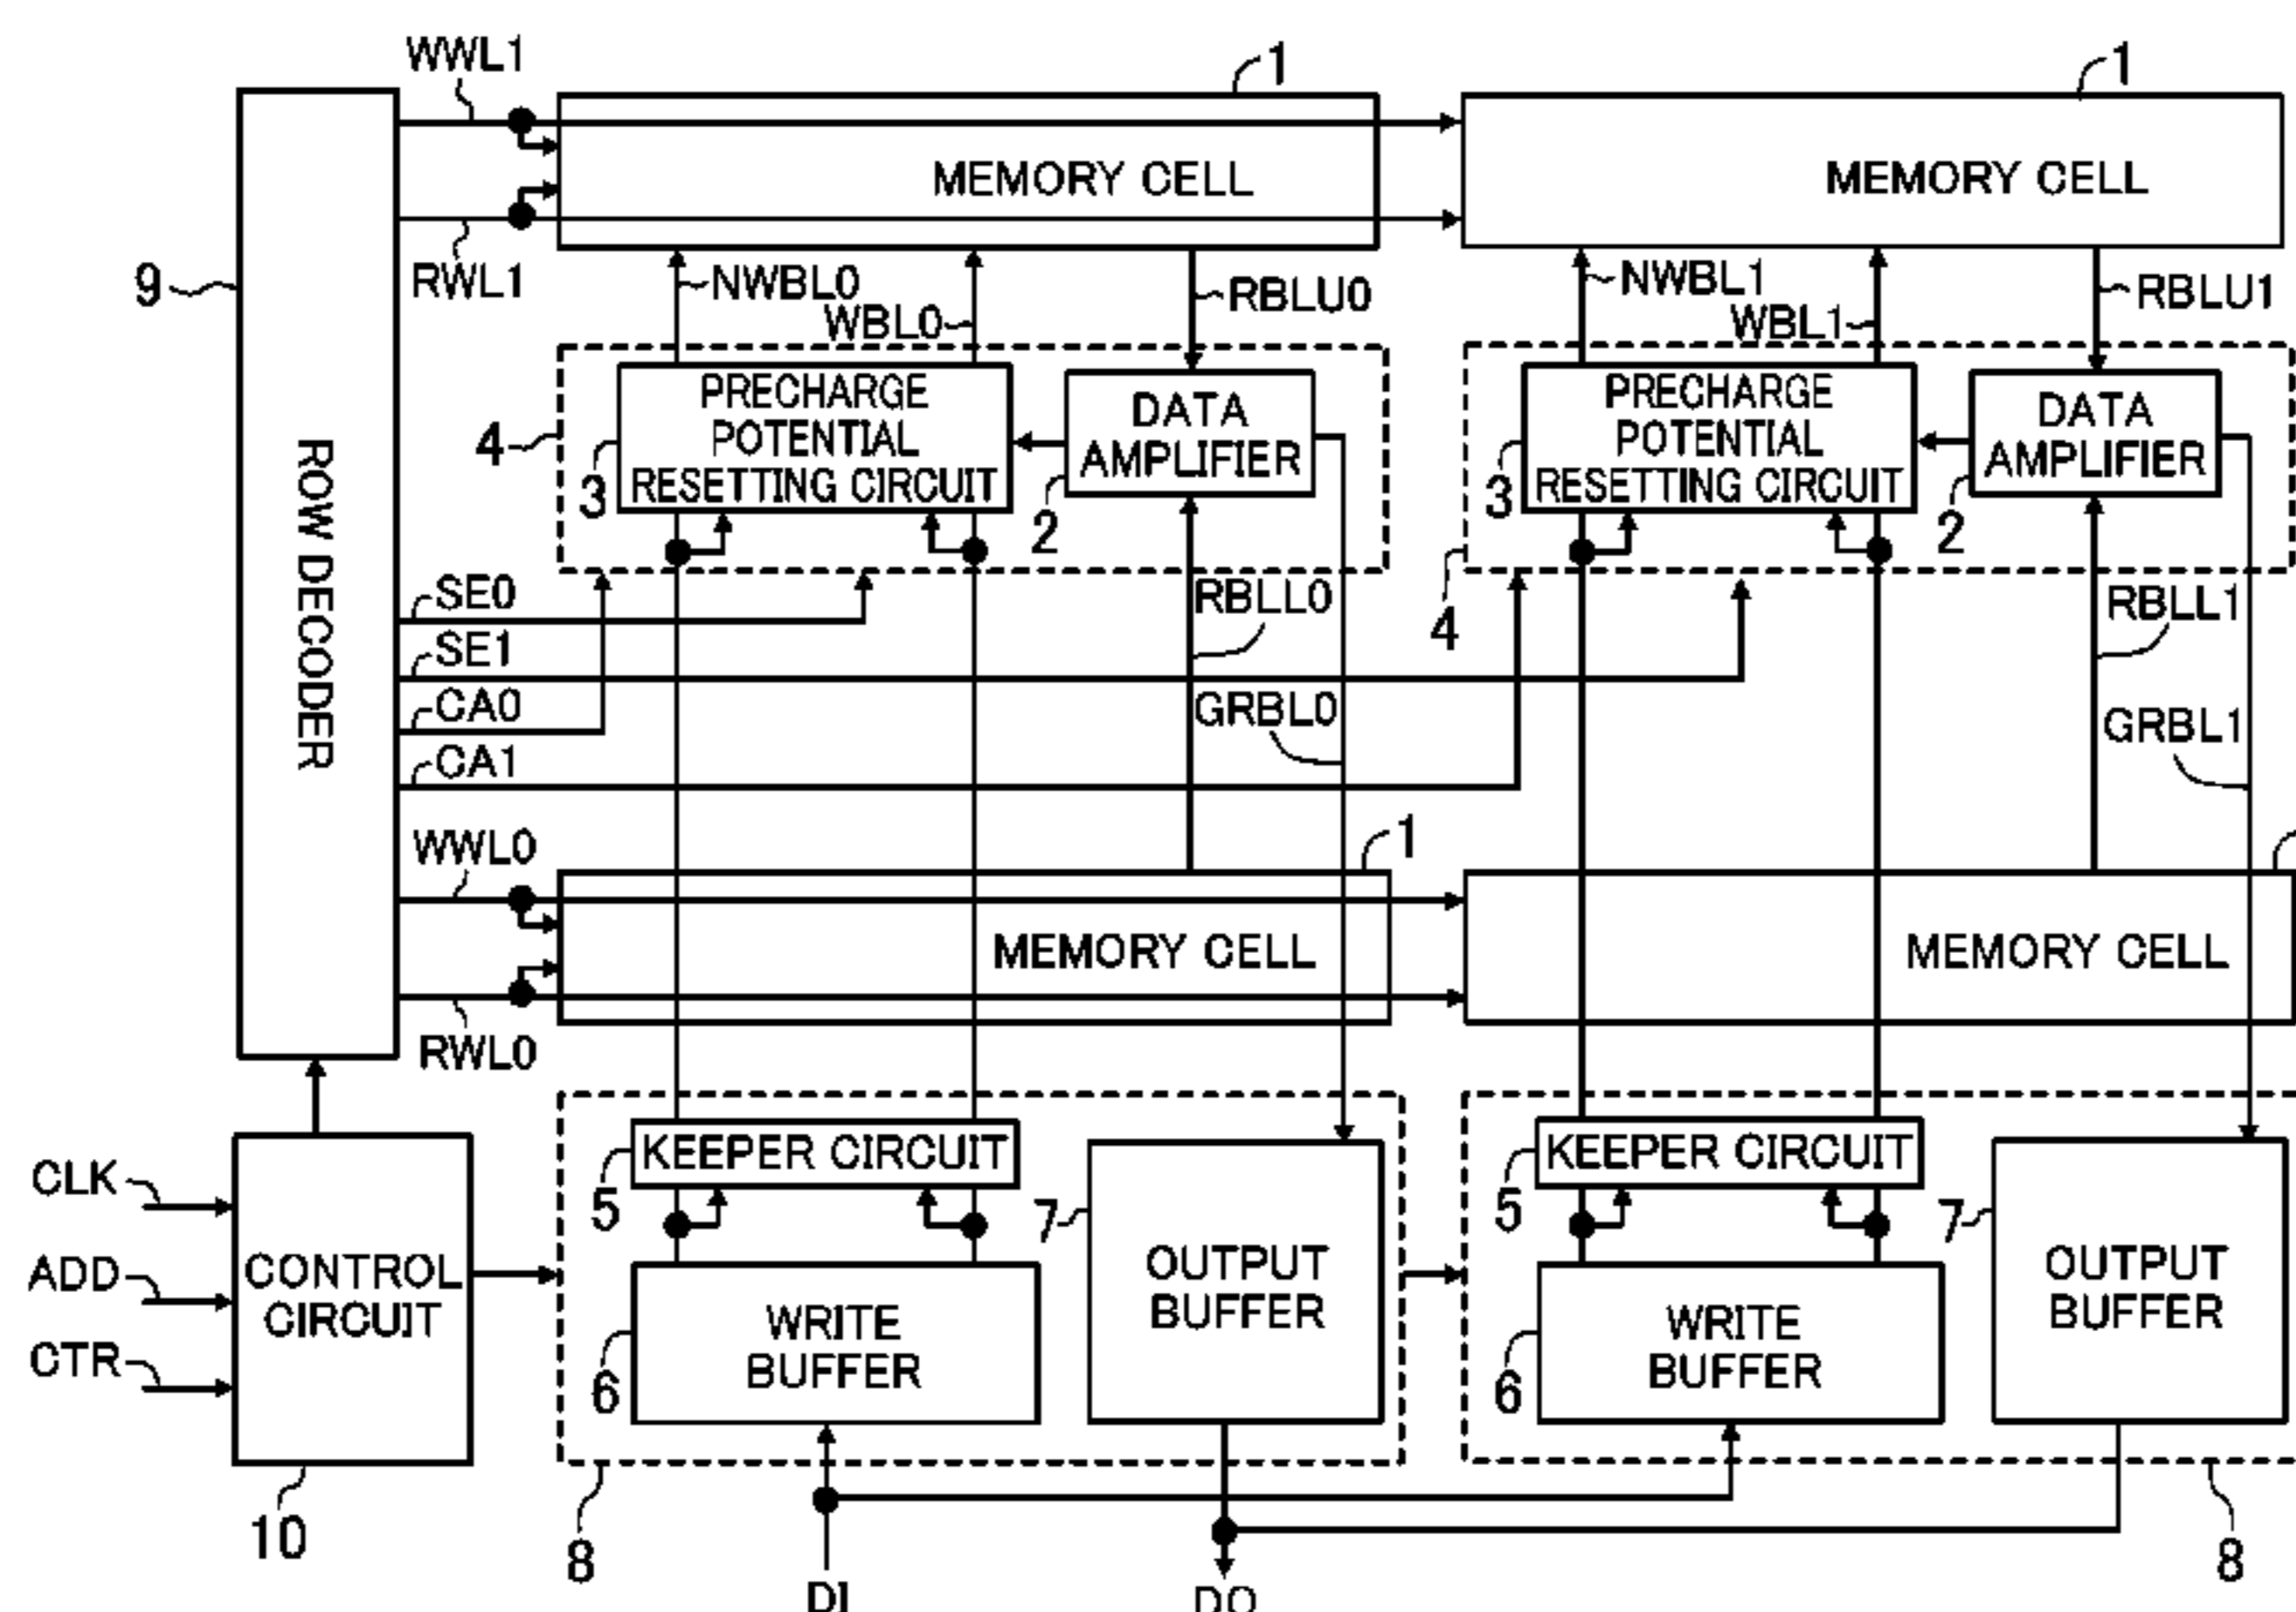 WWL1
1
1
MEMORY CELL
MEMORY CELL
9
RWL1
NWBL0
WBL0
RBLU0
NWBL1
WBL1
RBLU1
4
PRECHARGE
POTENTIAL
RESETTING CIRCUIT
3
DATA
AMPLIFIER
2
PRECHARGE
POTENTIAL
RESETTING CIRCUIT
3
DATA
AMPLIFIER
2
4
ROW DECODER
SE0
SE1
CA0
CA1
RBLL0
GRBL0
RBLL1
GRBL1
WWL0
1
MEMORY CELL
MEMORY CELL
RWL0
KEEPER CIRCUIT
5
7
KEEPER CIRCUIT
5
7
CLK
ADD
CTR
CONTROL
CIRCUIT
OUTPUT
BUFFER
OUTPUT
BUFFER
WRITE
BUFFER
6
WRITE
BUFFER
6
10
8
8
DI
DO